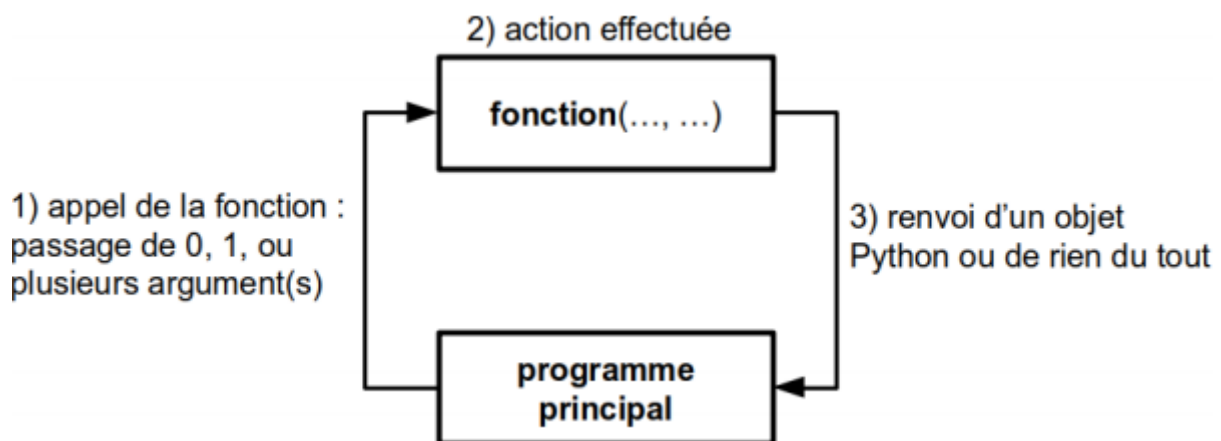 2) action effectuée
fonction(…, …)
1) appel de la fonction :
passage de 0, 1, ou
plusieurs argument(s)
3) renvoi d’un objet
Python ou de rien du tout
programme
principal